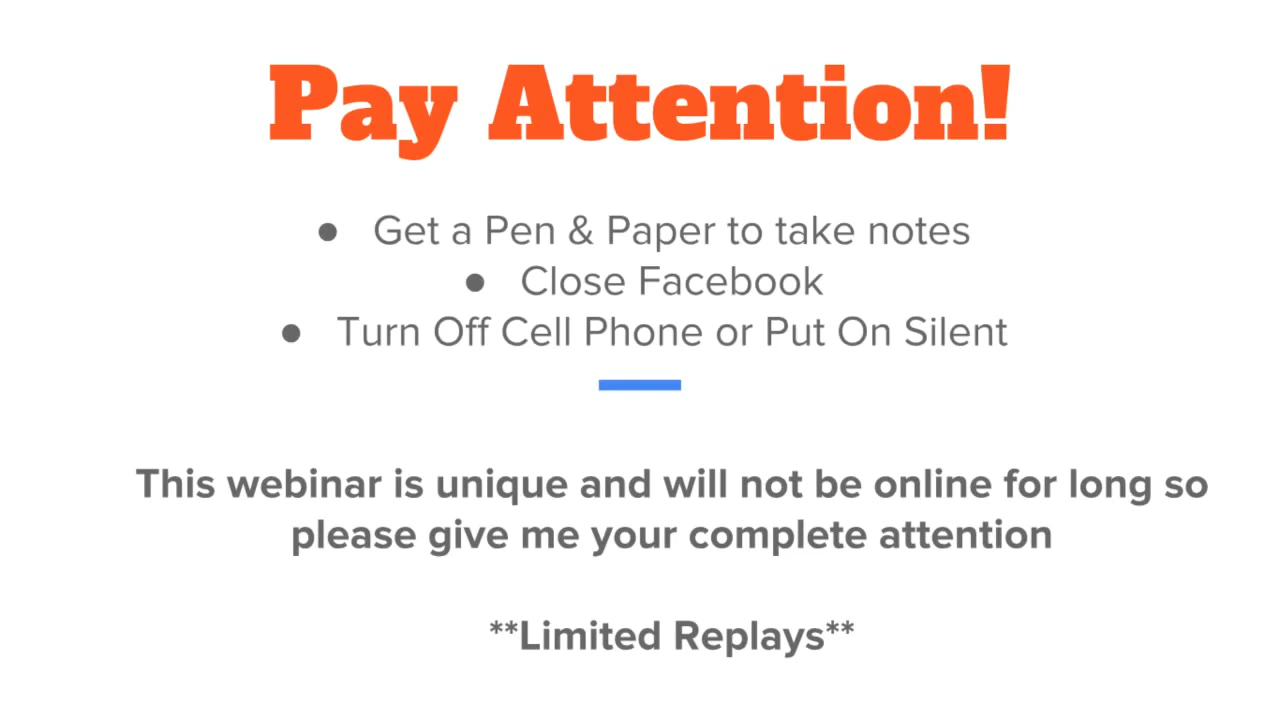 Pay Attention!
● Get a Pen & Paper to take notes
● Close Facebook
● Turn Off Cell Phone or Put On Silent
This webinar is unique and will not be online for long so
please give me your complete attention
**Limited Replays**